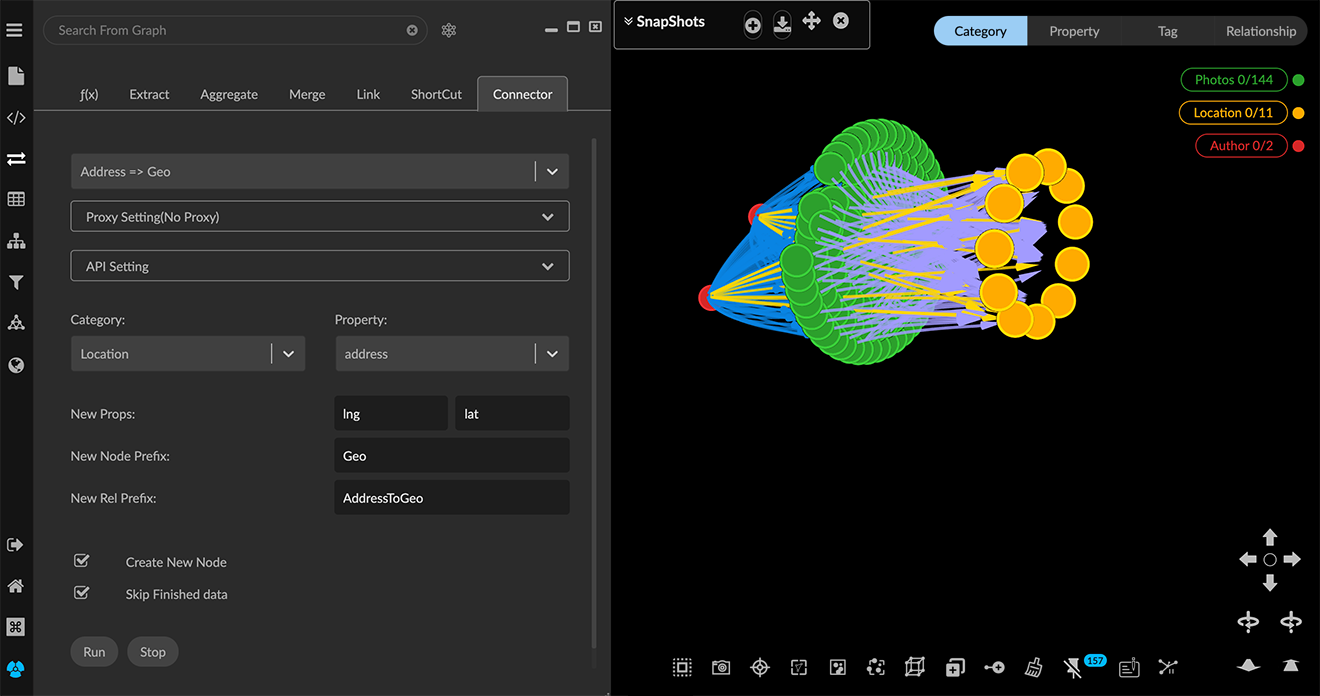 Search From Graph
ƒ(x) Extract Aggregate Merge Link ShortCut Connector
Address => Geo
Proxy Setting(No Proxy)
API Setting
Category: Property:
Location address
New Props: lng lat
New Node Prefix: Geo
New Rel Prefix: AddressToGeo
Create New Node
Skip Finished data
Run Stop
SnapShots
Category Property Tag Relationship
Photos 0/144
Location 0/11
Author 0/2
157